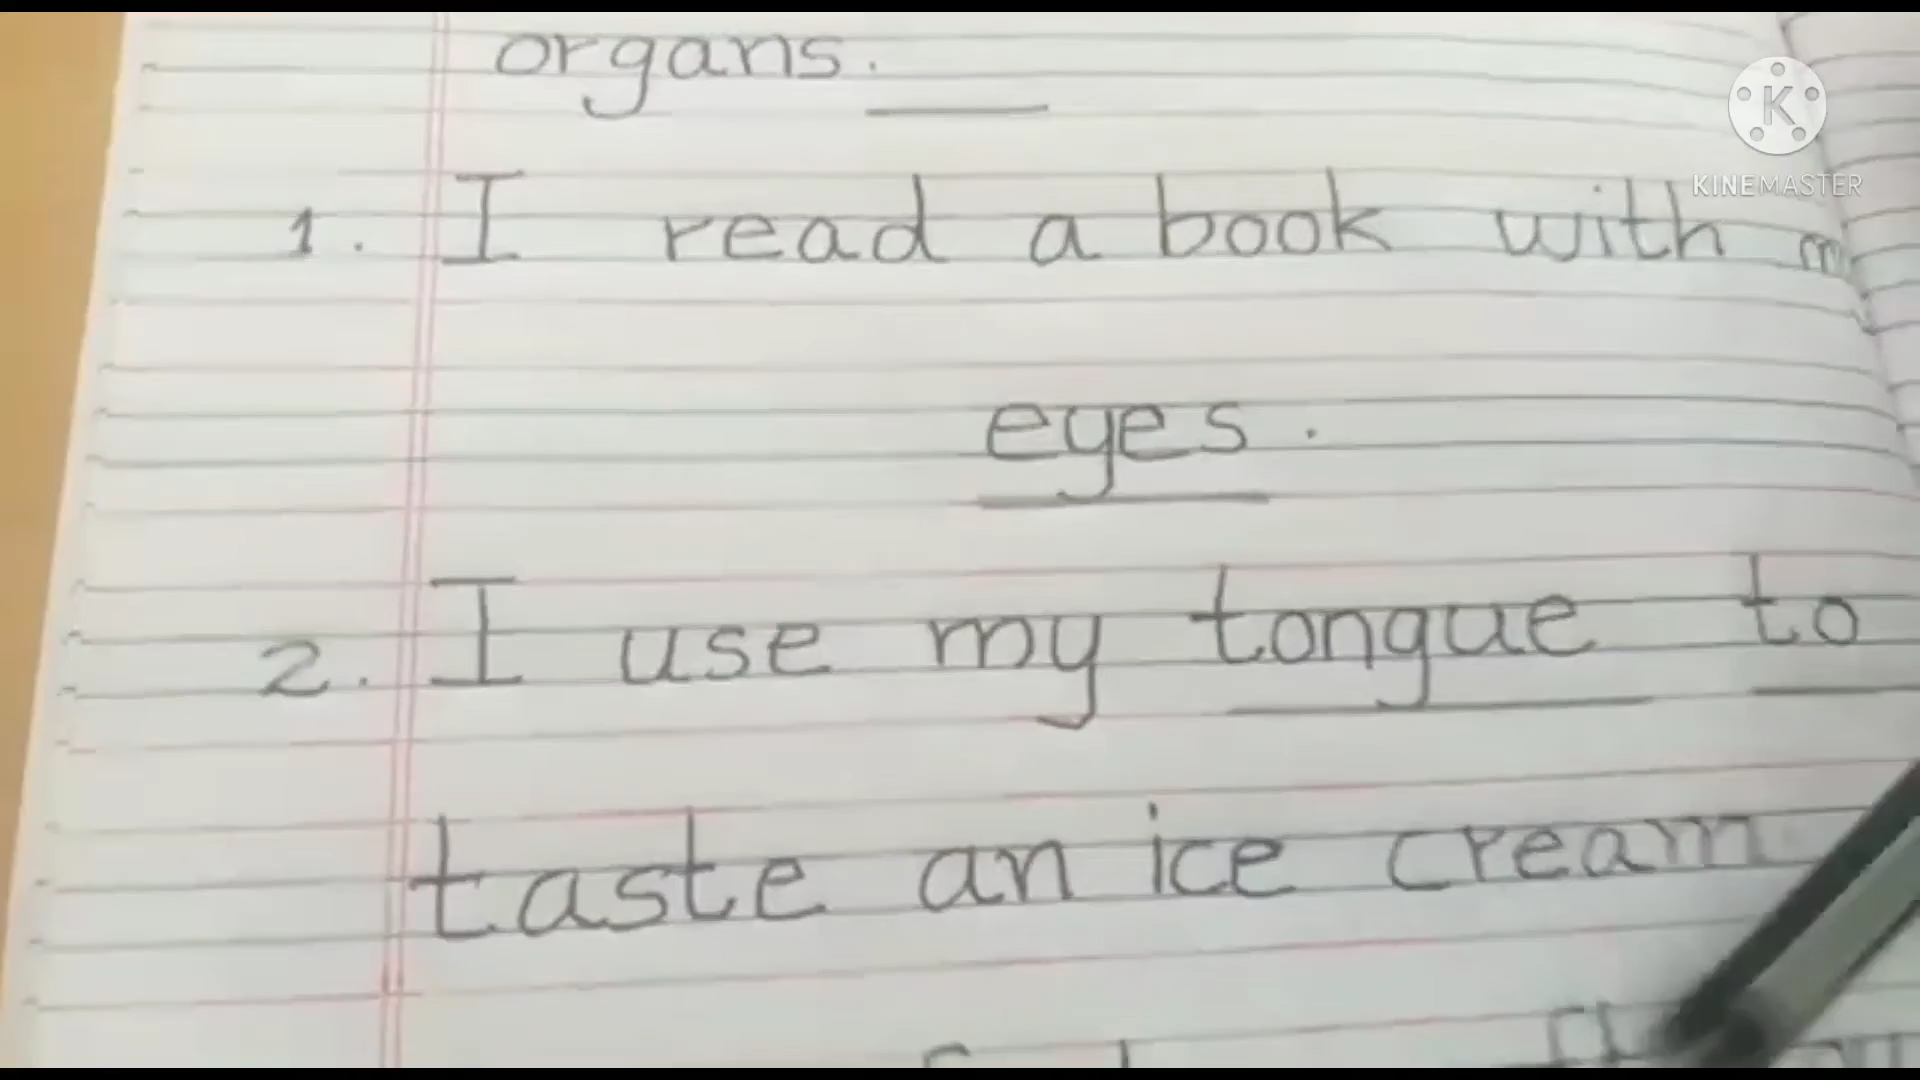 organs.
1. I read a book with
eyes.
2. I use my tongue to
taste an ice cream
KINEMASTER